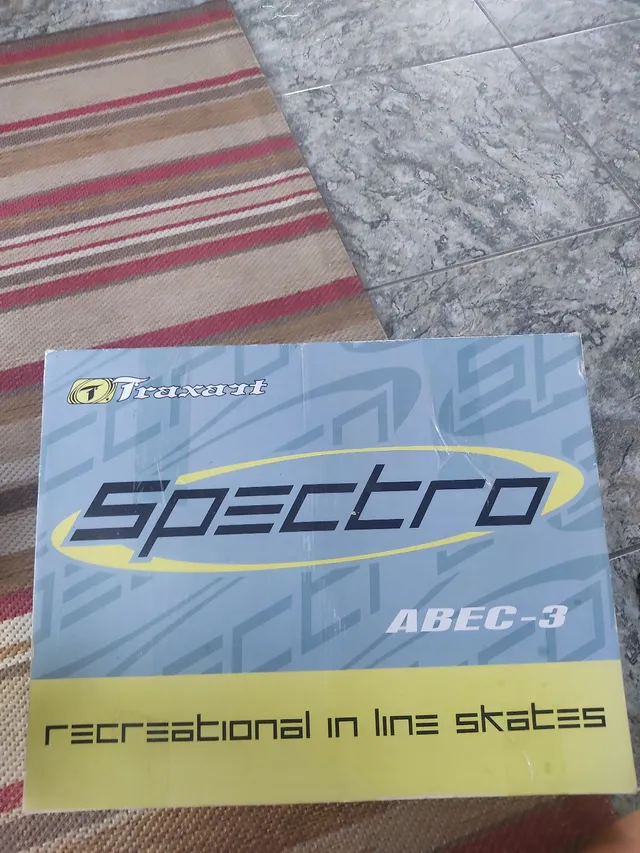 T Traxart
Spectro
ABEC-3
recreational in line skates